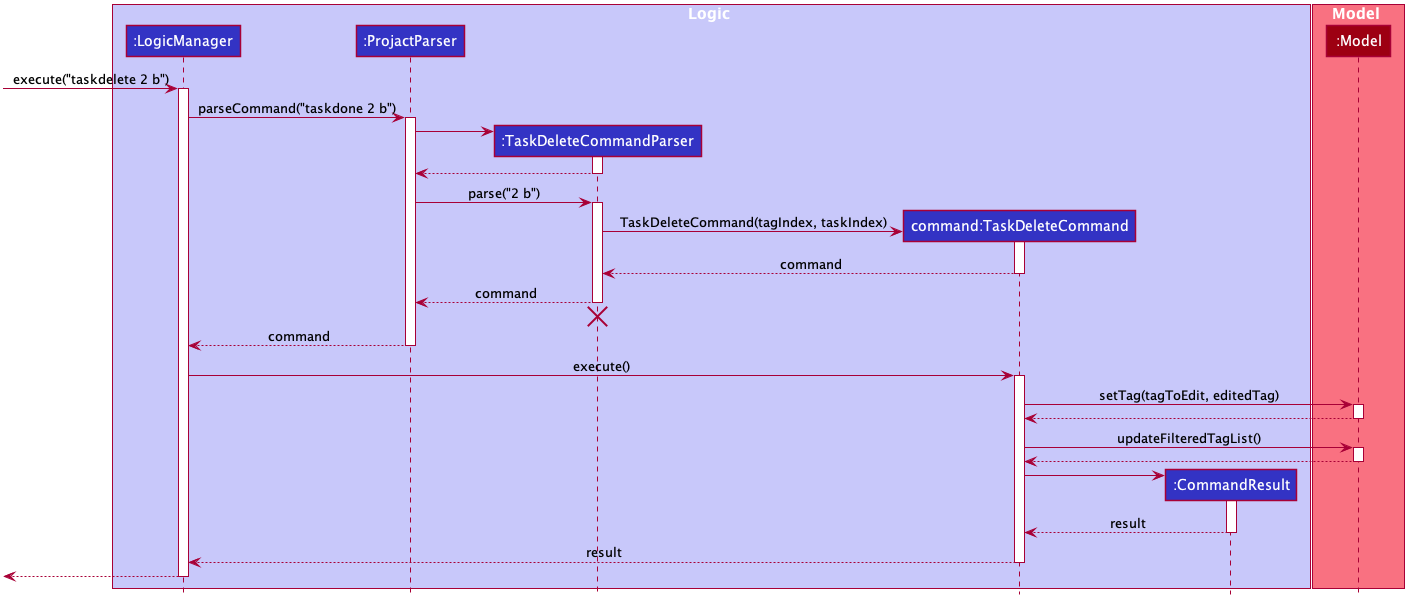 Logic
Model
:LogicManager
:ProjactParser
:Model
execute("taskdelete 2 b")
parseCommand("taskdone 2 b")
:TaskDeleteCommandParser
parse("2 b")
TaskDeleteCommand(tagIndex, taskIndex)
command:TaskDeleteCommand
command
command
command
execute()
setTag(tagToEdit, editedTag)
updateFilteredTagList()
:CommandResult
result
result